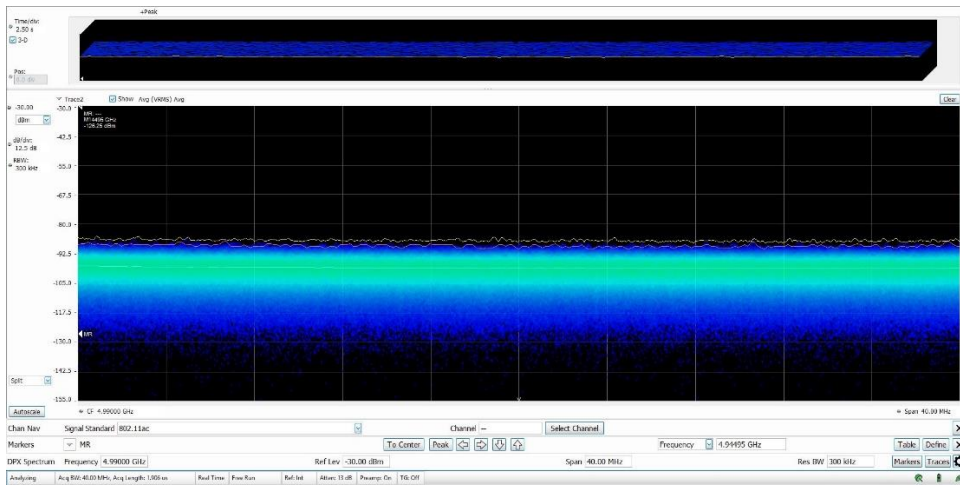 +Peak
Time/div:
2.50 s
3-D
Pos:
Trace2 Show Avg (VRMS) Avg Clear
-30.00
dBm
dB/div:
12.5 dB
RBW:
300 kHz
-30.0
-42.5
-55.0
-67.5
-80.0
-92.5
-105.0
-117.5
-130.0
-142.5
-155.0
MR: ---
-126.25 dBm
MR
Split
Autoscale CF 4.99000 GHz Span 40.00 MHz
Chan Nav Signal Standard 802.11ac Channel -- Select Channel X
Markers MR To Center Peak Frequency 4.94495 GHz Table Define X
DPX Spectrum Frequency 4.99000 GHz Ref Lev -30.00 dBm Span 40.00 MHz Res BW 300 kHz Markers Traces
Analyzing Acq BW: 40.00 MHz, Acq Length: 1.906 us Real Time Free Run Ref: Int Atten: 13 dB Preamp: On TG: Off